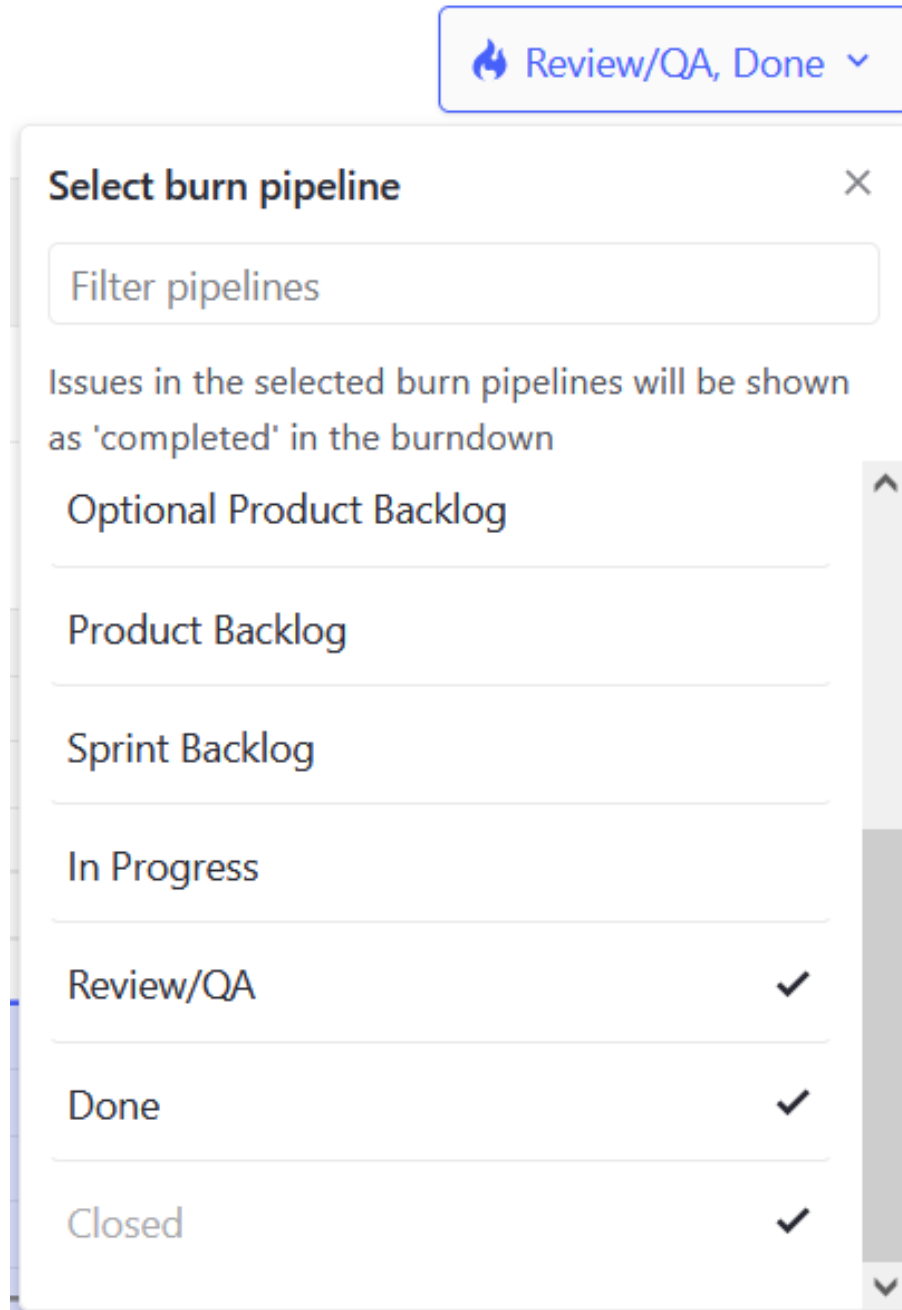 Review/QA, Done
Select burn pipeline
Filter pipelines
Issues in the selected burn pipelines will be shown
as 'completed' in the burndown
Optional Product Backlog
Product Backlog
Sprint Backlog
In Progress
Review/QA
Done
Closed